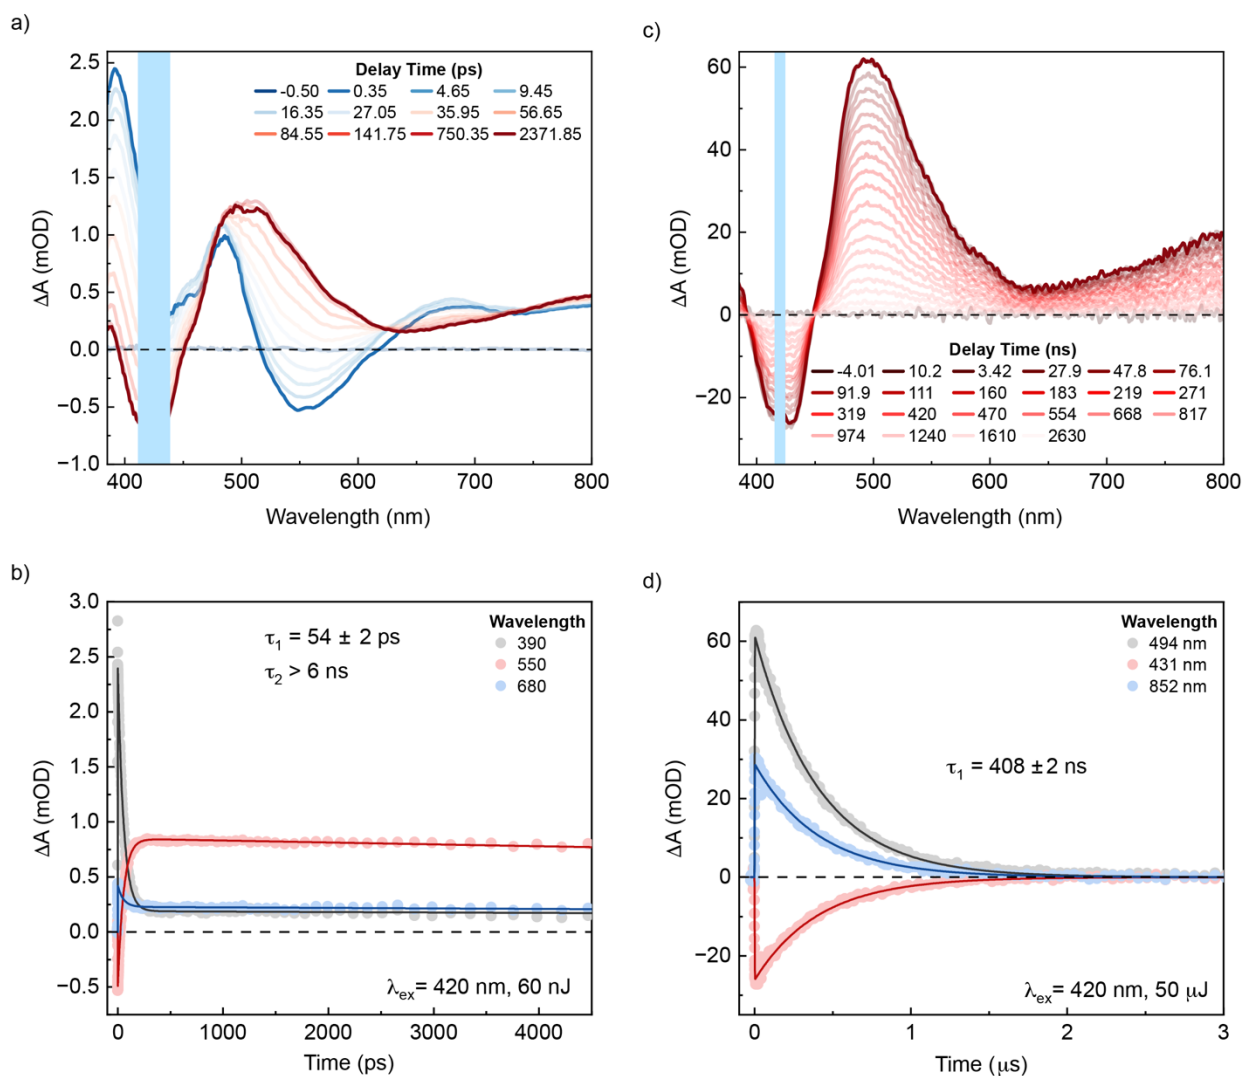 a)
2.5
2.0
1.5
1.0
0.5
0.0
−0.5
−1.0
ΔA (mOD)
Delay Time (ps)
-0.50 0.35 4.65 9.45
16.35 27.05 35.95 56.65
84.55 141.75 750.35 2371.85
400 500 600 700 800
Wavelength (nm)
c)
60
40
20
0
−20
ΔA (mOD)
Delay Time (ns)
-4.01 10.2 3.42 27.9 47.8 76.1
91.9 111 160 183 219 271
319 420 470 554 668 817
974 1240 1610 2630
400 500 600 700 800
Wavelength (nm)
b)
3.0
2.5
2.0
1.5
1.0
0.5
0.0
−0.5
ΔA (mOD)
τ₁ = 54 ± 2 ps
τ₂ > 6 ns
Wavelength
390
550
680
λex= 420 nm, 60 nJ
0 1000 2000 3000 4000
Time (ps)
d)
60
40
20
0
−20
ΔA (mOD)
Wavelength
494 nm
431 nm
852 nm
τ₁ = 408 ±2 ns
λex= 420 nm, 50 μJ
0 1 2 3
Time (μs)